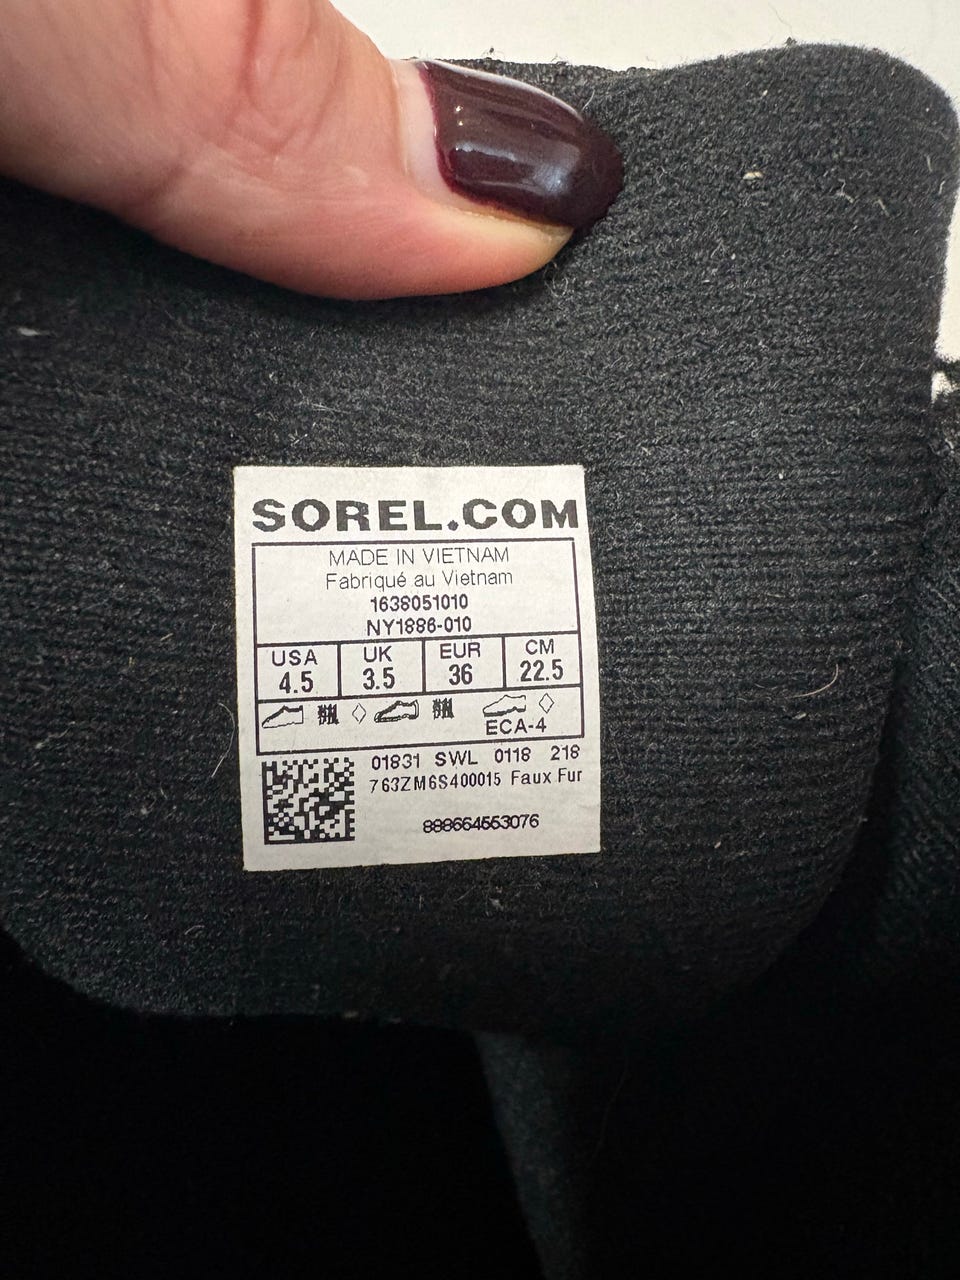 SOREL.COM
MADE IN VIETNAM
Fabriqué au Vietnam
1638051010
NY1886-010
USA UK EUR CM
4.5 3.5 36 22.5
ECA-4
01831 SWL 0118 218
763ZM6S400015 Faux Fur
888664553076